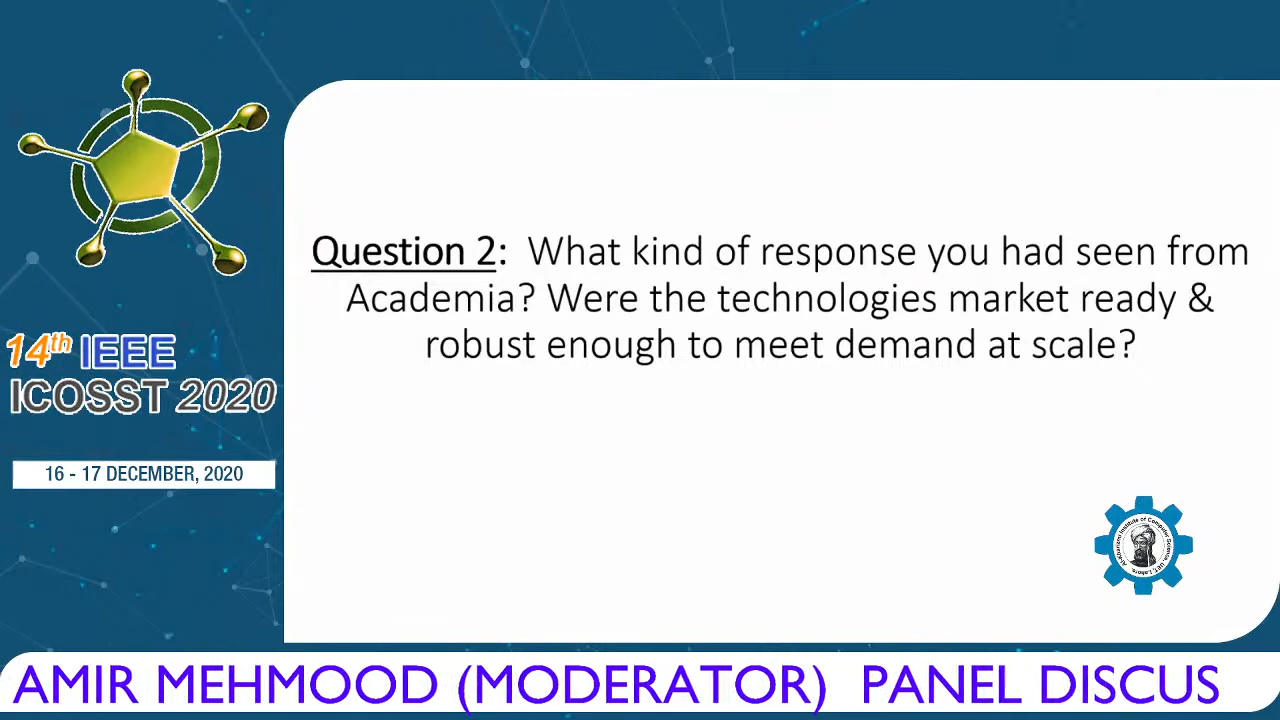 14th IEEE
ICOSST 2020
16 - 17 DECEMBER, 2020
Question 2: What kind of response you had seen from
Academia? Were the technologies market ready &
robust enough to meet demand at scale?
AMIR MEHMOOD (MODERATOR) PANEL DISCUS